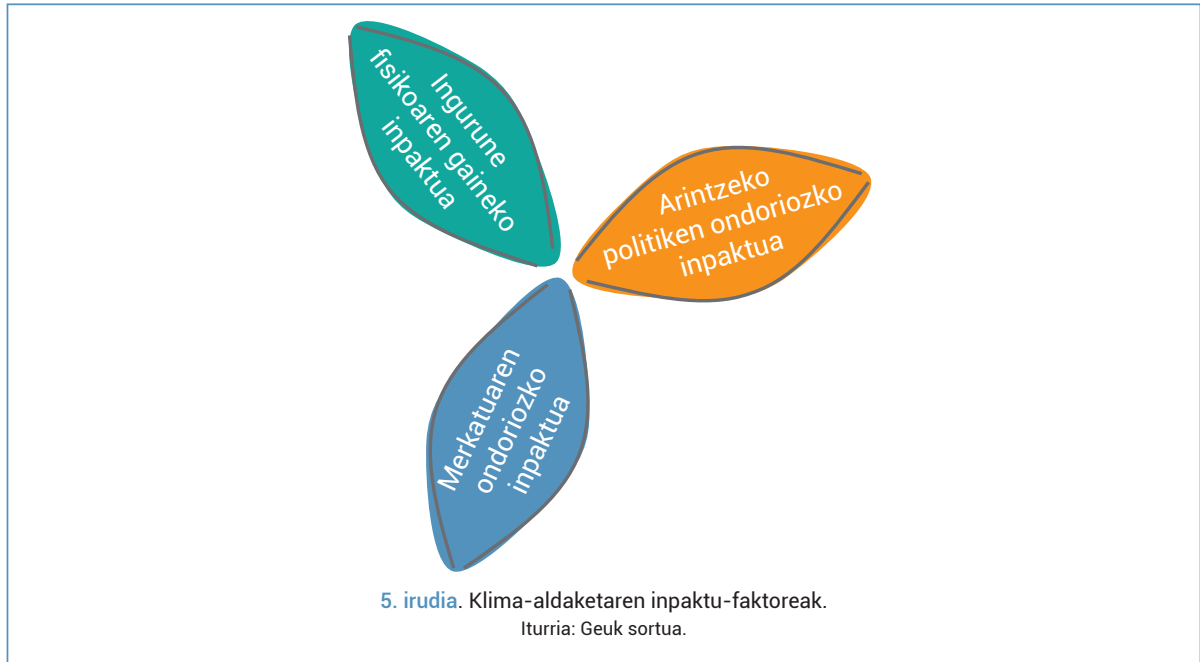 Ingurune
fisikoaren gaineko
inpaktua
Arintzeko
politiken ondoriozko
inpaktua
Merkatuaren
ondoriozko
inpaktua
5. irudia. Klima-aldaketaren inpaktu-faktoreak.
Iturria: Geuk sortua.